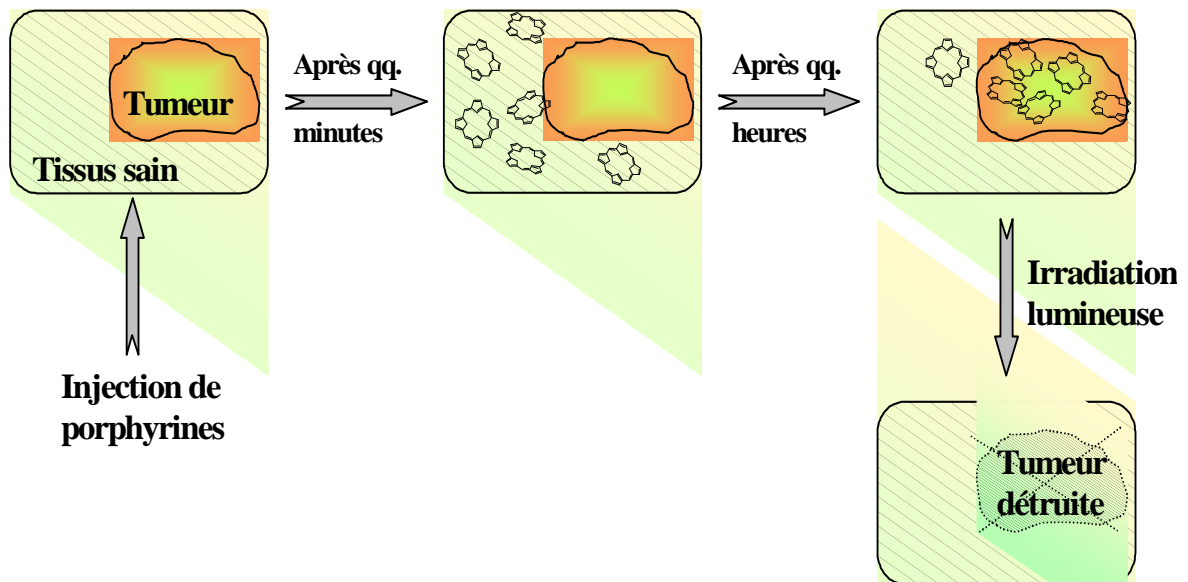 Tumeur
Tissus sain
Injection de
porphyrines
Après qq.
minutes
Après qq.
heures
Irradiation
lumineuse
Tumeur
détruite